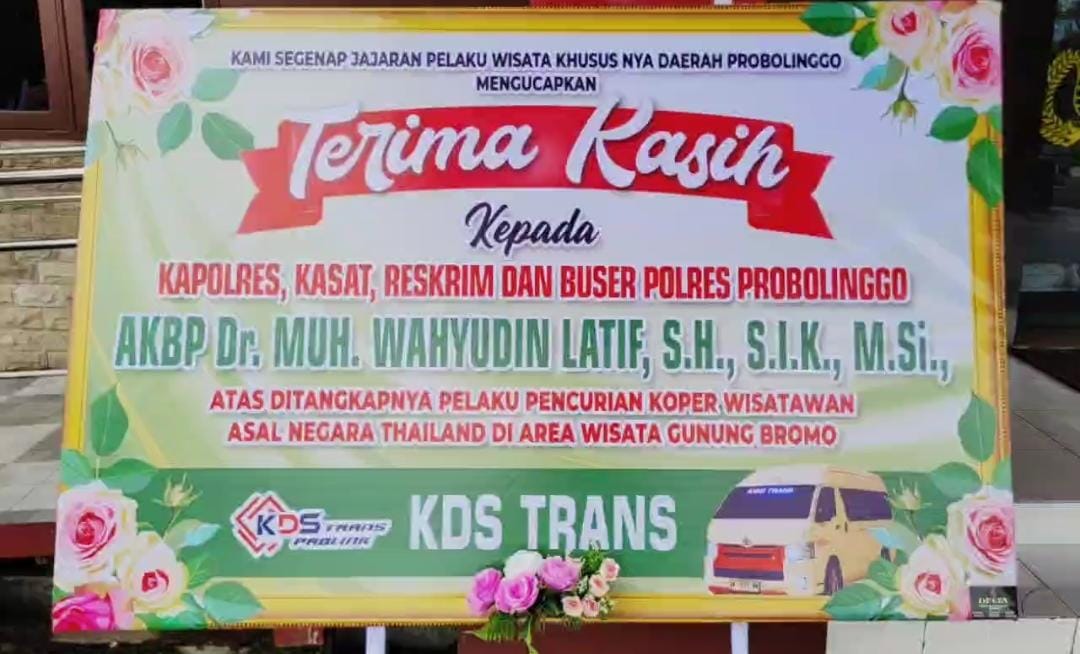 KAMI SEGENAP JAJARAN PELAKU WISATA KHUSUS NYA DAERAH PROBOLINGGO
MENGUCAPKAN
Terima Kasih
Kepada
KAPOLRES, KASAT, RESKRIM DAN BUSER POLRES PROBOLINGGO
AKBP Dr. MUH. WAHYUDIN LATIF, S.H., S.I.K., M.Si.,
ATAS DITANGKAPNYA PELAKU PENCURIAN KOPER WISATAWAN
ASAL NEGARA THAILAND DI AREA WISATA GUNUNG BROMO
KDS TRANS
PROLINK
KDS TRANS
KDS TRANS